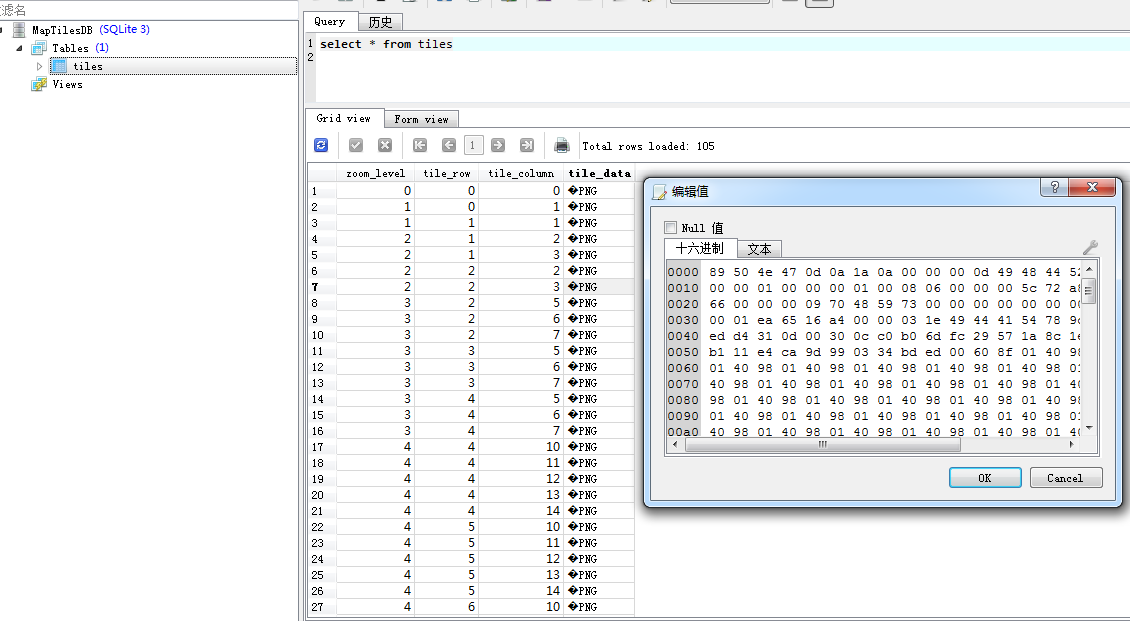 滤名
MapTilesDB (SQLite 3)
Tables (1)
tiles
Views
Query 历史
1 select * from tiles
2
Grid view Form view
1 Total rows loaded: 105
zoom_level tile_row tile_column tile_data
1 0 0 0 �PNG
2 1 0 1 �PNG
3 1 1 1 �PNG
4 2 1 2 �PNG
5 2 1 3 �PNG
6 2 2 2 �PNG
7 2 2 3 �PNG
8 3 2 5 �PNG
9 3 2 6 �PNG
10 3 2 7 �PNG
11 3 3 5 �PNG
12 3 3 6 �PNG
13 3 3 7 �PNG
14 3 4 5 �PNG
15 3 4 6 �PNG
16 3 4 7 �PNG
17 4 4 10 �PNG
18 4 4 11 �PNG
19 4 4 12 �PNG
20 4 4 13 �PNG
21 4 4 14 �PNG
22 4 5 10 �PNG
23 4 5 11 �PNG
24 4 5 12 �PNG
25 4 5 13 �PNG
26 4 5 14 �PNG
27 4 6 10 �PNG
编辑值
Null 值
十六进制 文本
0000 89 50 4e 47 0d 0a 1a 0a 00 00 00 0d 49 48 44 52
0010 00 00 01 00 00 00 01 00 08 06 00 00 00 5c 72 a8
0020 66 00 00 00 09 70 48 59 73 00 00 00 00 00 00 00
0030 00 01 ea 65 16 a4 00 00 03 1e 49 44 41 54 78 9c
0040 ed d4 31 0d 00 30 0c c0 b0 6d fc 29 57 1a 8c 1e
0050 b1 11 e4 ca 9d 99 03 34 bd ed 00 60 8f 01 40 98
0060 01 40 98 01 40 98 01 40 98 01 40 98 01 40 98 01
0070 40 98 01 40 98 01 40 98 01 40 98 01 40 98 01 40
0080 98 01 40 98 01 40 98 01 40 98 01 40 98 01 40 98
0090 01 40 98 01 40 98 01 40 98 01 40 98 01 40 98 01
00a0 40 98 01 40 98 01 40 98 01 40 98 01 40 98 01 40
OK Cancel